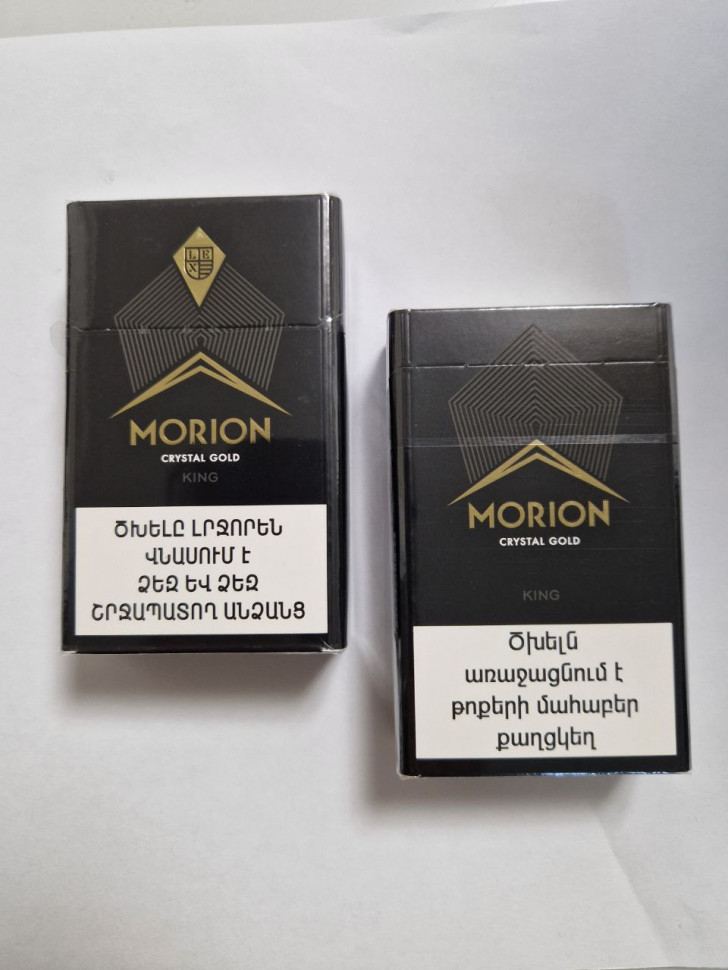 LEX
MORION
CRYSTAL GOLD
KING
ԾԽԵԼԸ ԼՐՋՈՐԵՆ
ՎՆԱՍՈՒՄ Է
ՁԵԶ ԵՎ ՁԵԶ
ՇՐՋԱՊԱՏՈՂ ԱՆՁԱՆՑ
MORION
CRYSTAL GOLD
KING
Ծխելն
առաջացնում է
թոքերի մահաբեր
քաղցկեղ